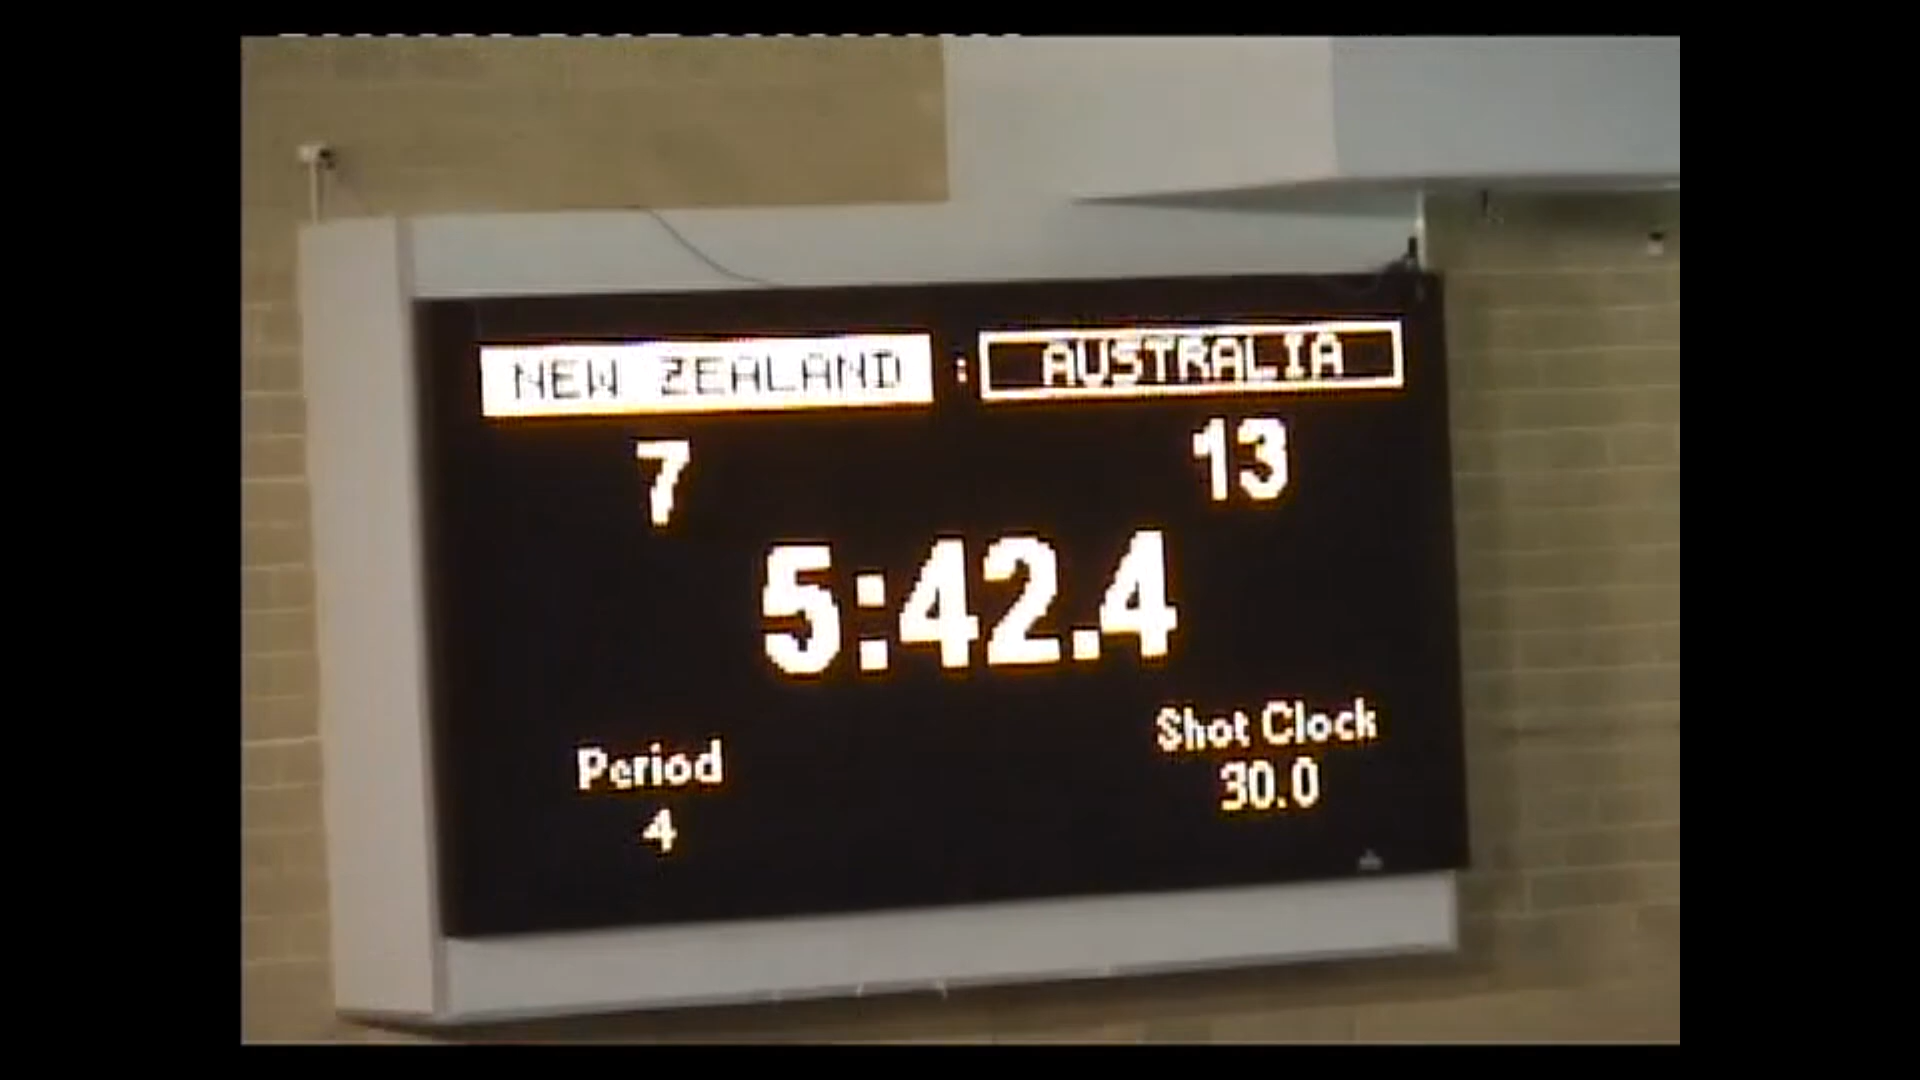 NEW ZEALAND : AUSTRALIA
7 13
5:42.4
Period
4
Shot Clock
30.0